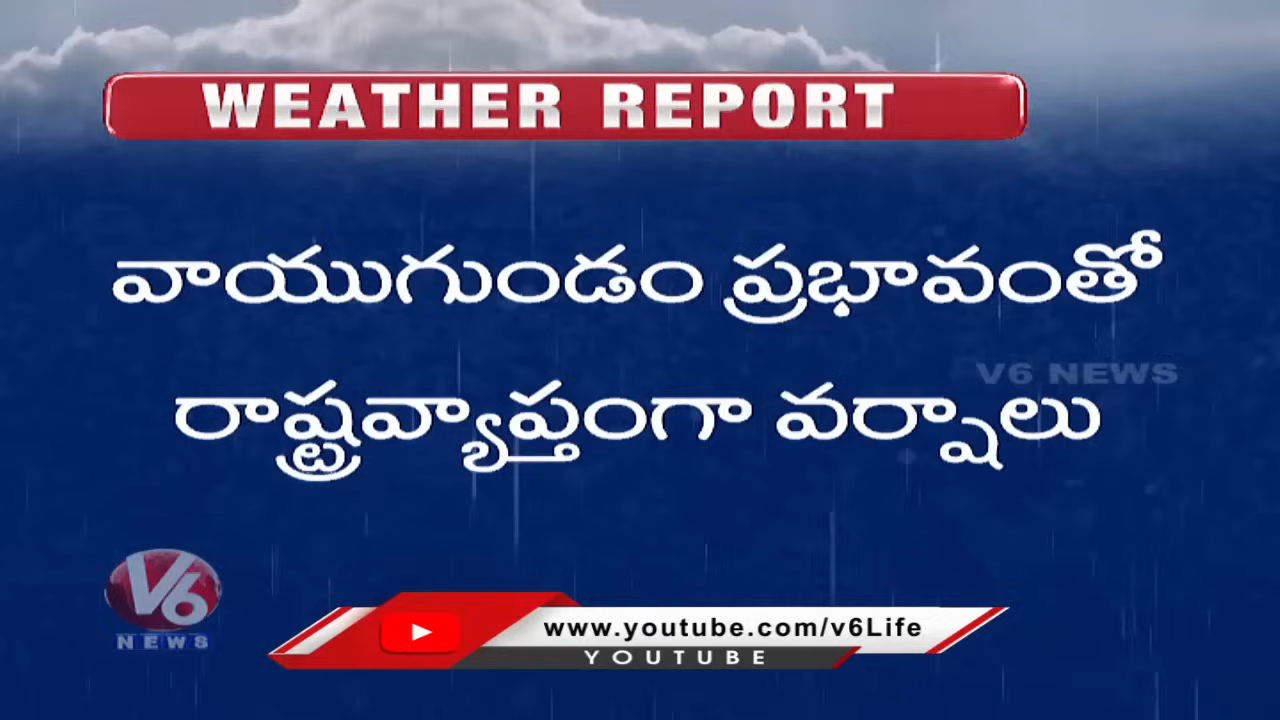 WEATHER REPORT
వాయుగుండం ప్రభావంతో
V6 NEWS
రాష్ట్రవ్యాప్తంగా వర్షాలు
V6
NEWS
www.youtube.com/v6Life
YOUTUBE